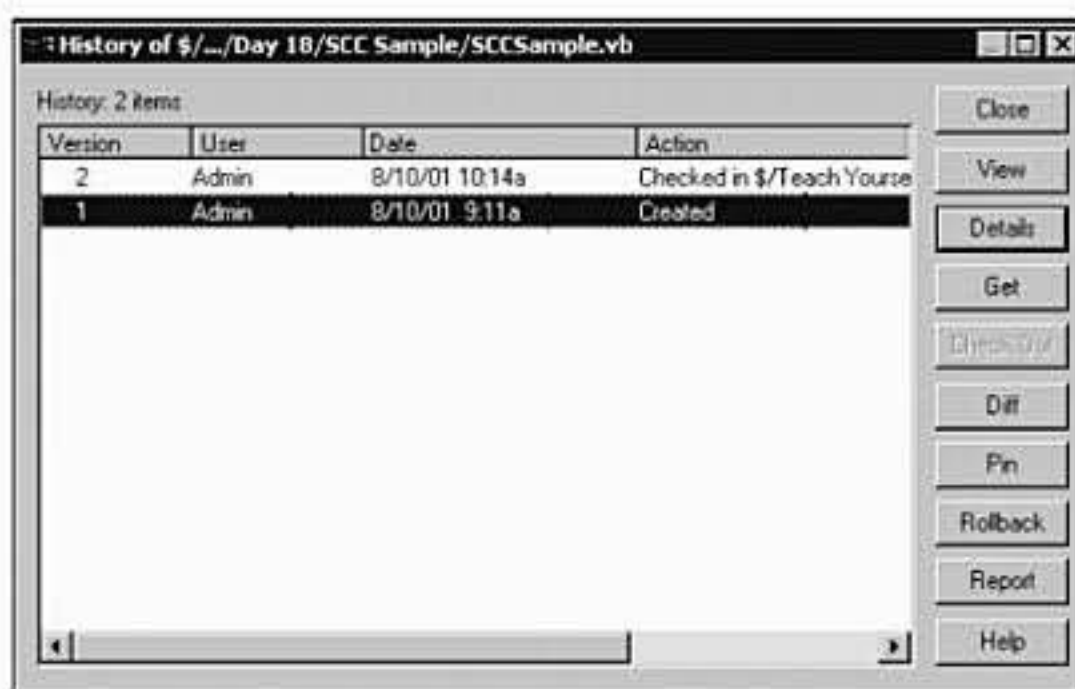 History of $/.../Day 18/SCC Sample/SCCSample.vb
History: 2 items
Version User Date Action
2 Admin 8/10/01 10:14a Checked in $/Teach Yourse
1 Admin 8/10/01 9:11a Created
Close
View
Details
Get
Check Out
Diff
Pin
Rollback
Report
Help